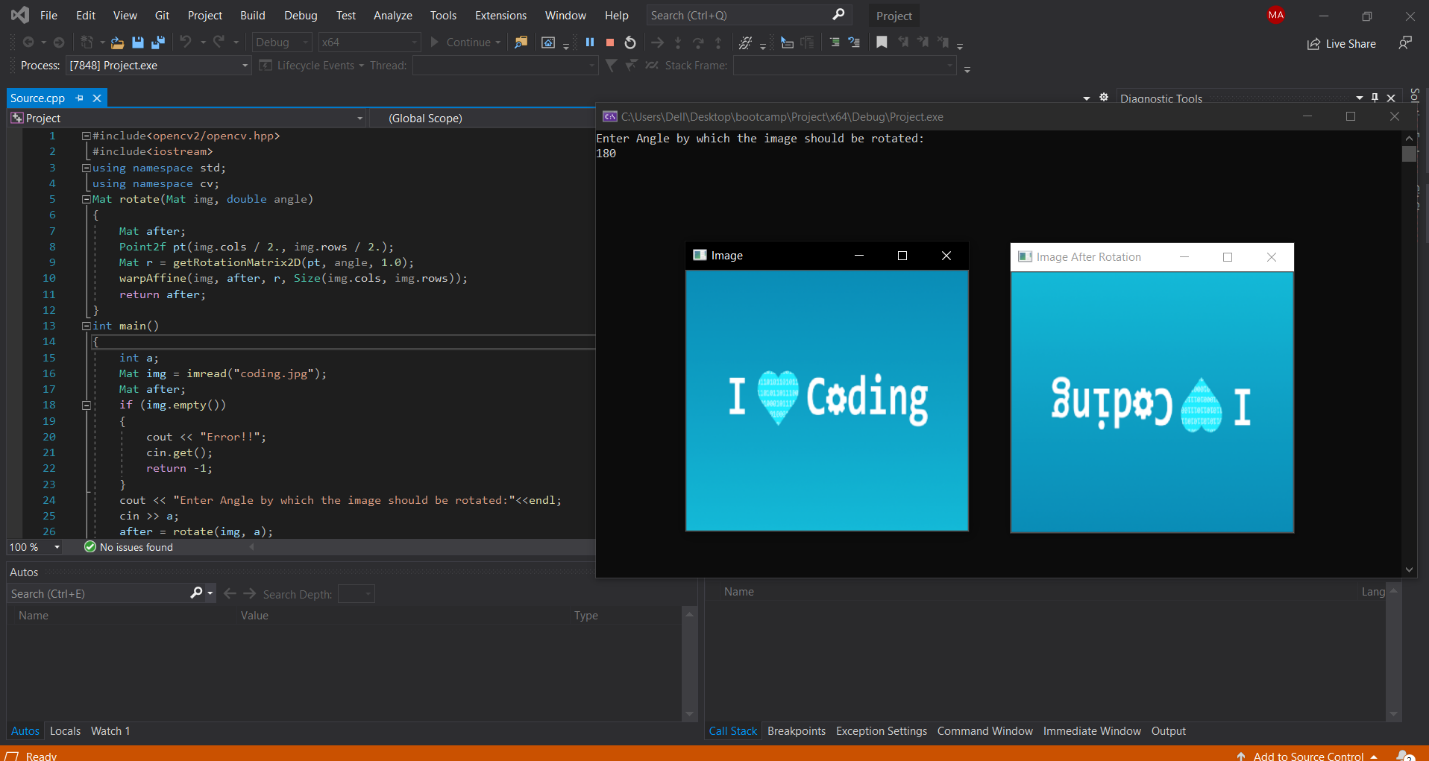 File Edit View Git Project Build Debug Test Analyze Tools Extensions Window Help Search (Ctrl+Q) Project MA
Debug x64 Continue Live Share
Process: [7848] Project.exe Lifecycle Events Thread: Stack Frame:
Source.cpp
Diagnostic Tools
Project (Global Scope)
1 #include<opencv2/opencv.hpp>
2 #include<iostream>
3 using namespace std;
4 using namespace cv;
5 Mat rotate(Mat img, double angle)
6 {
7 Mat after;
8 Point2f pt(img.cols / 2., img.rows / 2.);
9 Mat r = getRotationMatrix2D(pt, angle, 1.0);
10 warpAffine(img, after, r, Size(img.cols, img.rows));
11 return after;
12 }
13 int main()
14 {
15 int a;
16 Mat img = imread("coding.jpg");
17 Mat after;
18 if (img.empty())
19 {
20 cout << "Error!!";
21 cin.get();
22 return -1;
23 }
24 cout << "Enter Angle by which the image should be rotated:"<<endl;
25 cin >> a;
26 after = rotate(img, a);
100 % No issues found
C:\Users\Dell\Desktop\bootcamp\Project\x64\Debug\Project.exe
Enter Angle by which the image should be rotated:
180
Image
I Coding
Image After Rotation
I Coding
Autos
Search (Ctrl+E) Search Depth:
Name Value Type
Autos Locals Watch 1
Name Lang
Call Stack Breakpoints Exception Settings Command Window Immediate Window Output
Ready Add to Source Control 2